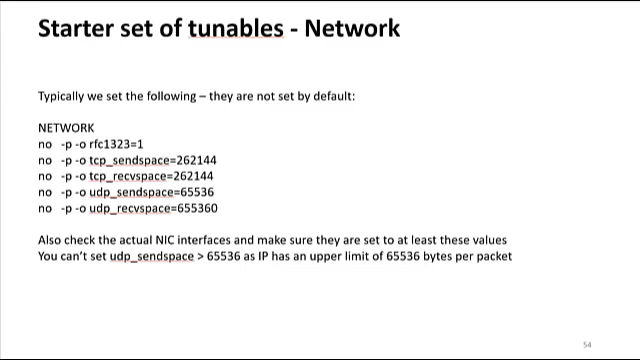 Starter set of tunables - Network
Typically we set the following – they are not set by default:
NETWORK
no -p -o rfc1323=1
no -p -o tcp_sendspace=262144
no -p -o tcp_recvspace=262144
no -p -o udp_sendspace=65536
no -p -o udp_recvspace=655360
Also check the actual NIC interfaces and make sure they are set to at least these values
You can't set udp_sendspace > 65536 as IP has an upper limit of 65536 bytes per packet
54